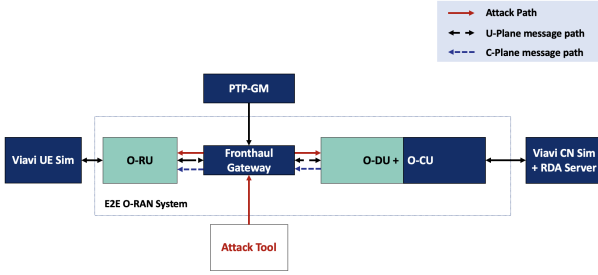 Attack Path
U-Plane message path
C-Plane message path
PTP-GM
Viavi UE Sim
O-RU
Fronthaul
Gateway
O-DU + O-CU
Viavi CN Sim
+ RDA Server
E2E O-RAN System
Attack Tool